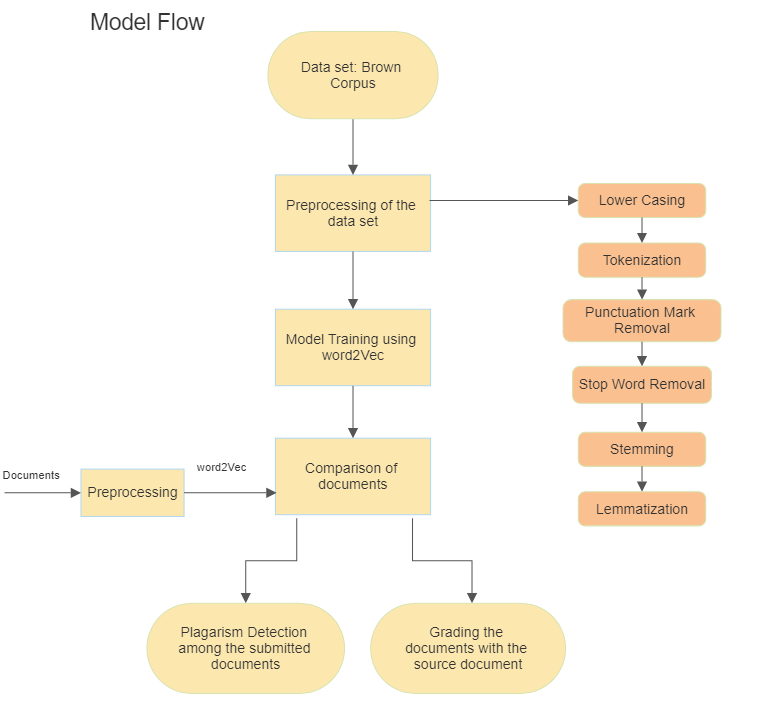 Model Flow
Data set: Brown
Corpus
Preprocessing of the
data set
Lower Casing
Tokenization
Punctuation Mark
Removal
Model Training using
word2Vec
Stop Word Removal
Stemming
Lemmatization
Documents
Preprocessing
word2Vec
Comparison of
documents
Plagarism Detection
among the submitted
documents
Grading the
documents with the
source document